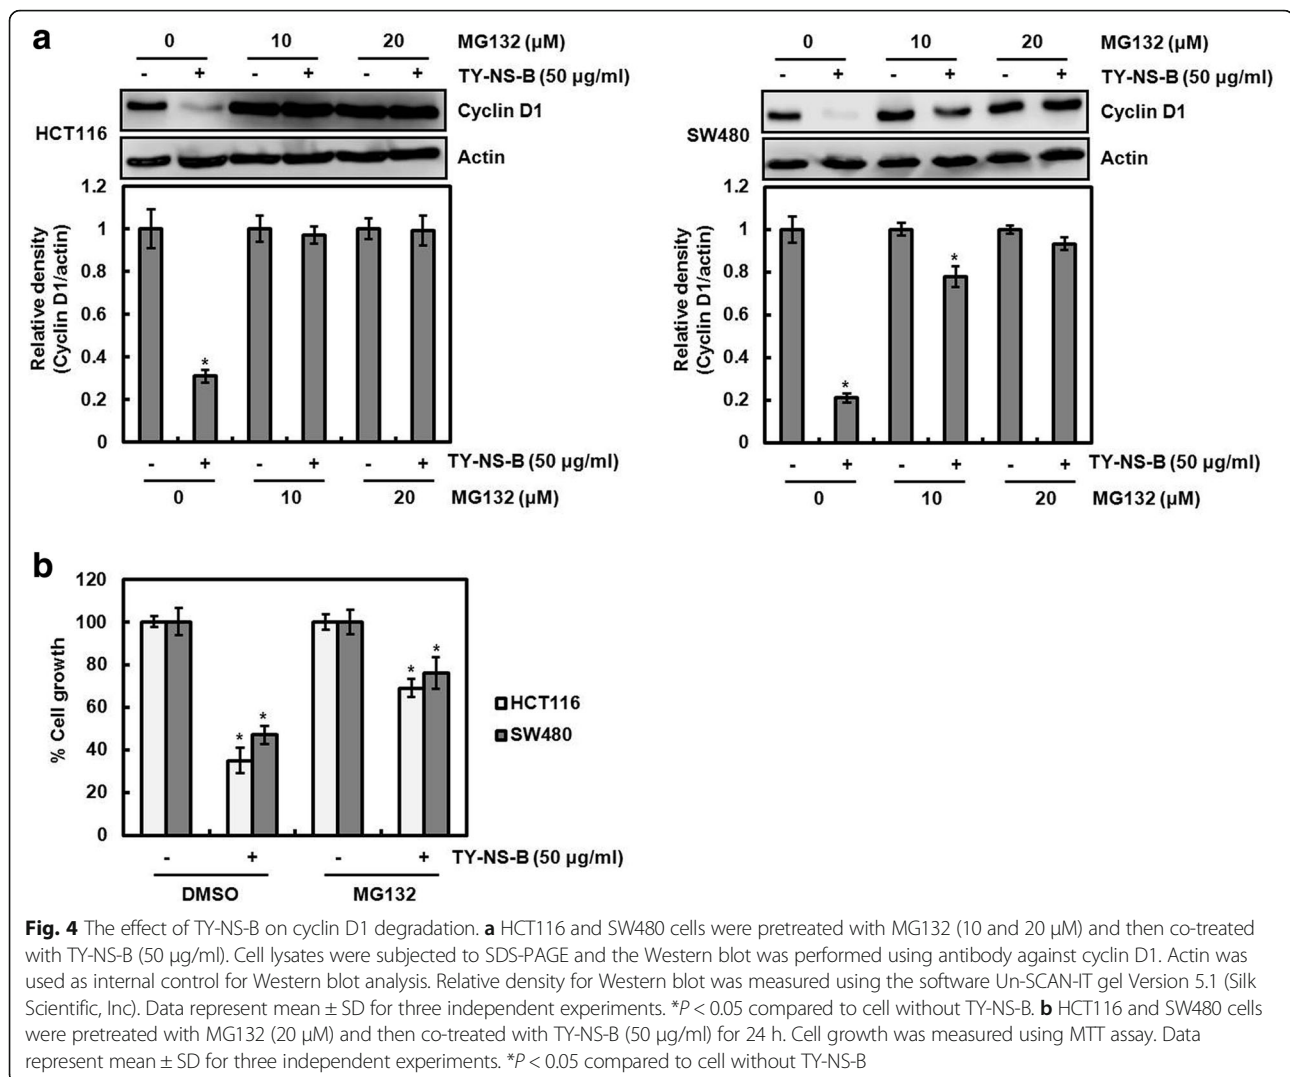 a
0 10 20 MG132 (µM)
- + - + - + TY-NS-B (50 µg/ml)
HCT116
Cyclin D1
Actin
1.2
1
0.8
0.6
0.4
0.2
0
Relative density
(Cyclin D1/actin)
*
- + - + - + TY-NS-B (50 µg/ml)
0 10 20 MG132 (µM)
0 10 20 MG132 (µM)
- + - + - + TY-NS-B (50 µg/ml)
SW480
Cyclin D1
Actin
1.2
1
0.8
0.6
0.4
0.2
0
Relative density
(Cyclin D1/actin)
*
*
- + - + - + TY-NS-B (50 µg/ml)
0 10 20 MG132 (µM)
b
120
100
80
60
40
20
0
% Cell growth
* * * *
HCT116
SW480
- + - + TY-NS-B (50 µg/ml)
DMSO MG132
Fig. 4 The effect of TY-NS-B on cyclin D1 degradation. a HCT116 and SW480 cells were pretreated with MG132 (10 and 20 µM) and then co-treated
with TY-NS-B (50 µg/ml). Cell lysates were subjected to SDS-PAGE and the Western blot was performed using antibody against cyclin D1. Actin was
used as internal control for Western blot analysis. Relative density for Western blot was measured using the software Un-SCAN-IT gel Version 5.1 (Silk
Scientific, Inc). Data represent mean ± SD for three independent experiments. *P < 0.05 compared to cell without TY-NS-B. b HCT116 and SW480 cells
were pretreated with MG132 (20 µM) and then co-treated with TY-NS-B (50 µg/ml) for 24 h. Cell growth was measured using MTT assay. Data
represent mean ± SD for three independent experiments. *P < 0.05 compared to cell without TY-NS-B